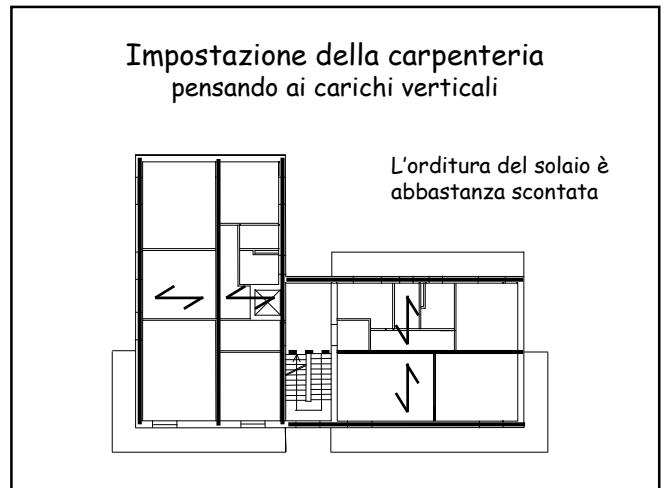 Impostazione della carpenteria
pensando ai carichi verticali
L'orditura del solaio è
abbastanza scontata